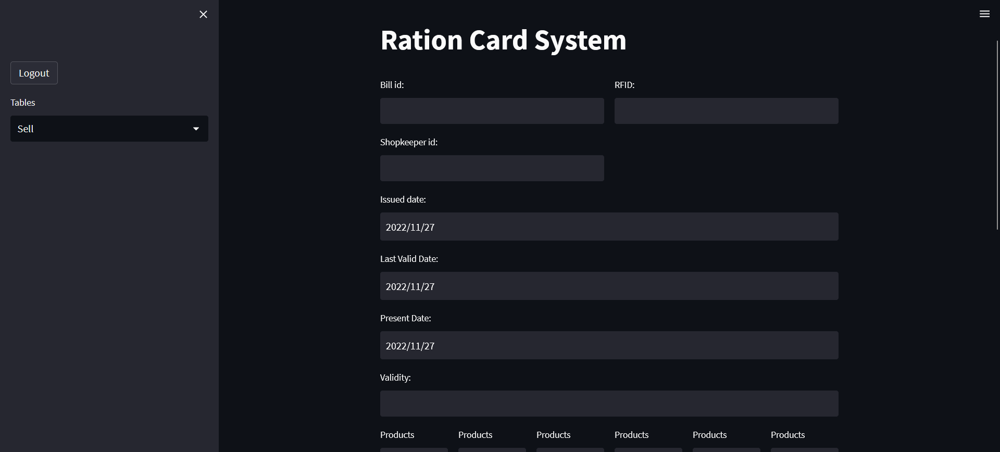 Logout
Tables
Sell
Ration Card System
Bill id:
RFID:
Shopkeeper id:
Issued date:
2022/11/27
Last Valid Date:
2022/11/27
Present Date:
2022/11/27
Validity:
Products Products Products Products Products Products